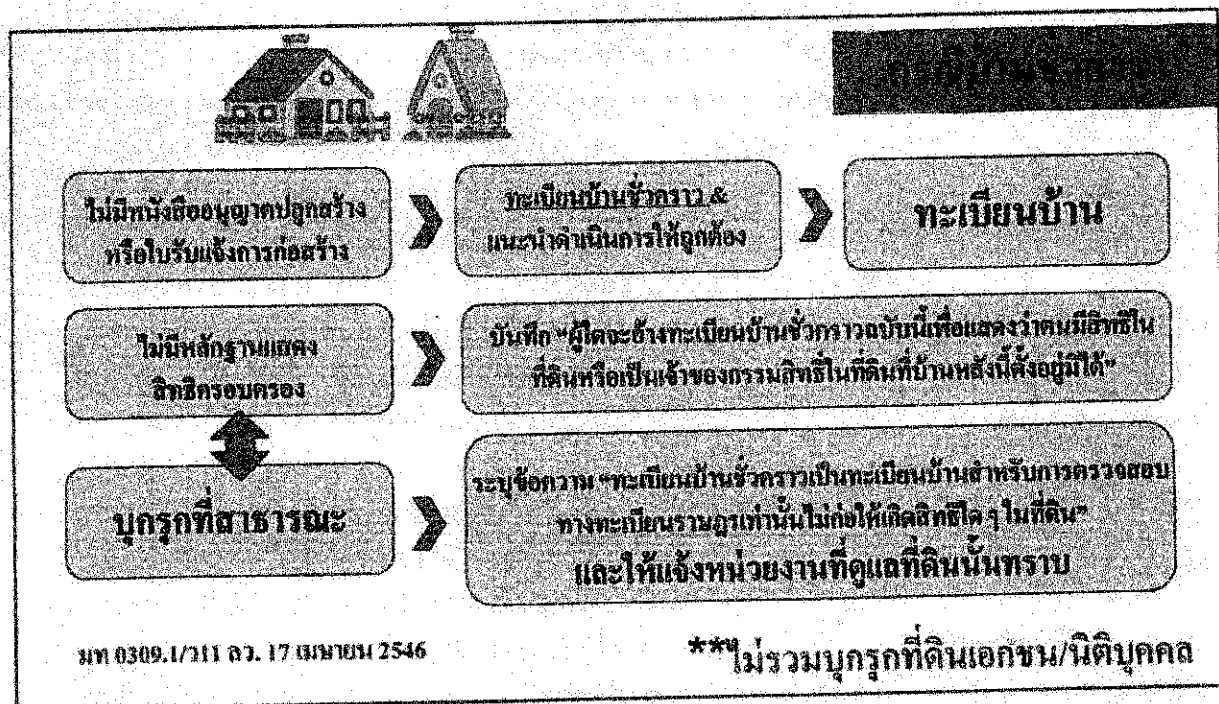 ไม่มีหนังสืออนุญาตปลูกสร้าง
หรือใบรับแจ้งการก่อสร้าง
ทะเบียนบ้านชั่วคราว &
แนะนำดำเนินการให้ถูกต้อง
ทะเบียนบ้าน
ไม่มีหลักฐานแสดง
สิทธิครอบครอง
บันทึก “ผู้ใดจะอ้างทะเบียนบ้านชั่วคราวฉบับนี้เพื่อแสดงว่าตนมีสิทธิใน
ที่ดินหรือเป็นเจ้าของกรรมสิทธิ์ในที่ดินที่บ้านหลังนี้ตั้งอยู่มิได้”
บุกรุกที่สาธารณะ
ระบุข้อความ “ทะเบียนบ้านชั่วคราวเป็นทะเบียนบ้านสำหรับการตรวจสอบ
ทางทะเบียนราษฎรเท่านั้นไม่ก่อให้เกิดสิทธิใด ๆ ในที่ดิน”
และให้แจ้งหน่วยงานที่ดูแลที่ดินนั้นทราบ
มท 0309.1/ว11 ลว. 17 เมษายน 2546
**ไม่รวมบุกรุกที่ดินเอกชน/นิติบุคคล